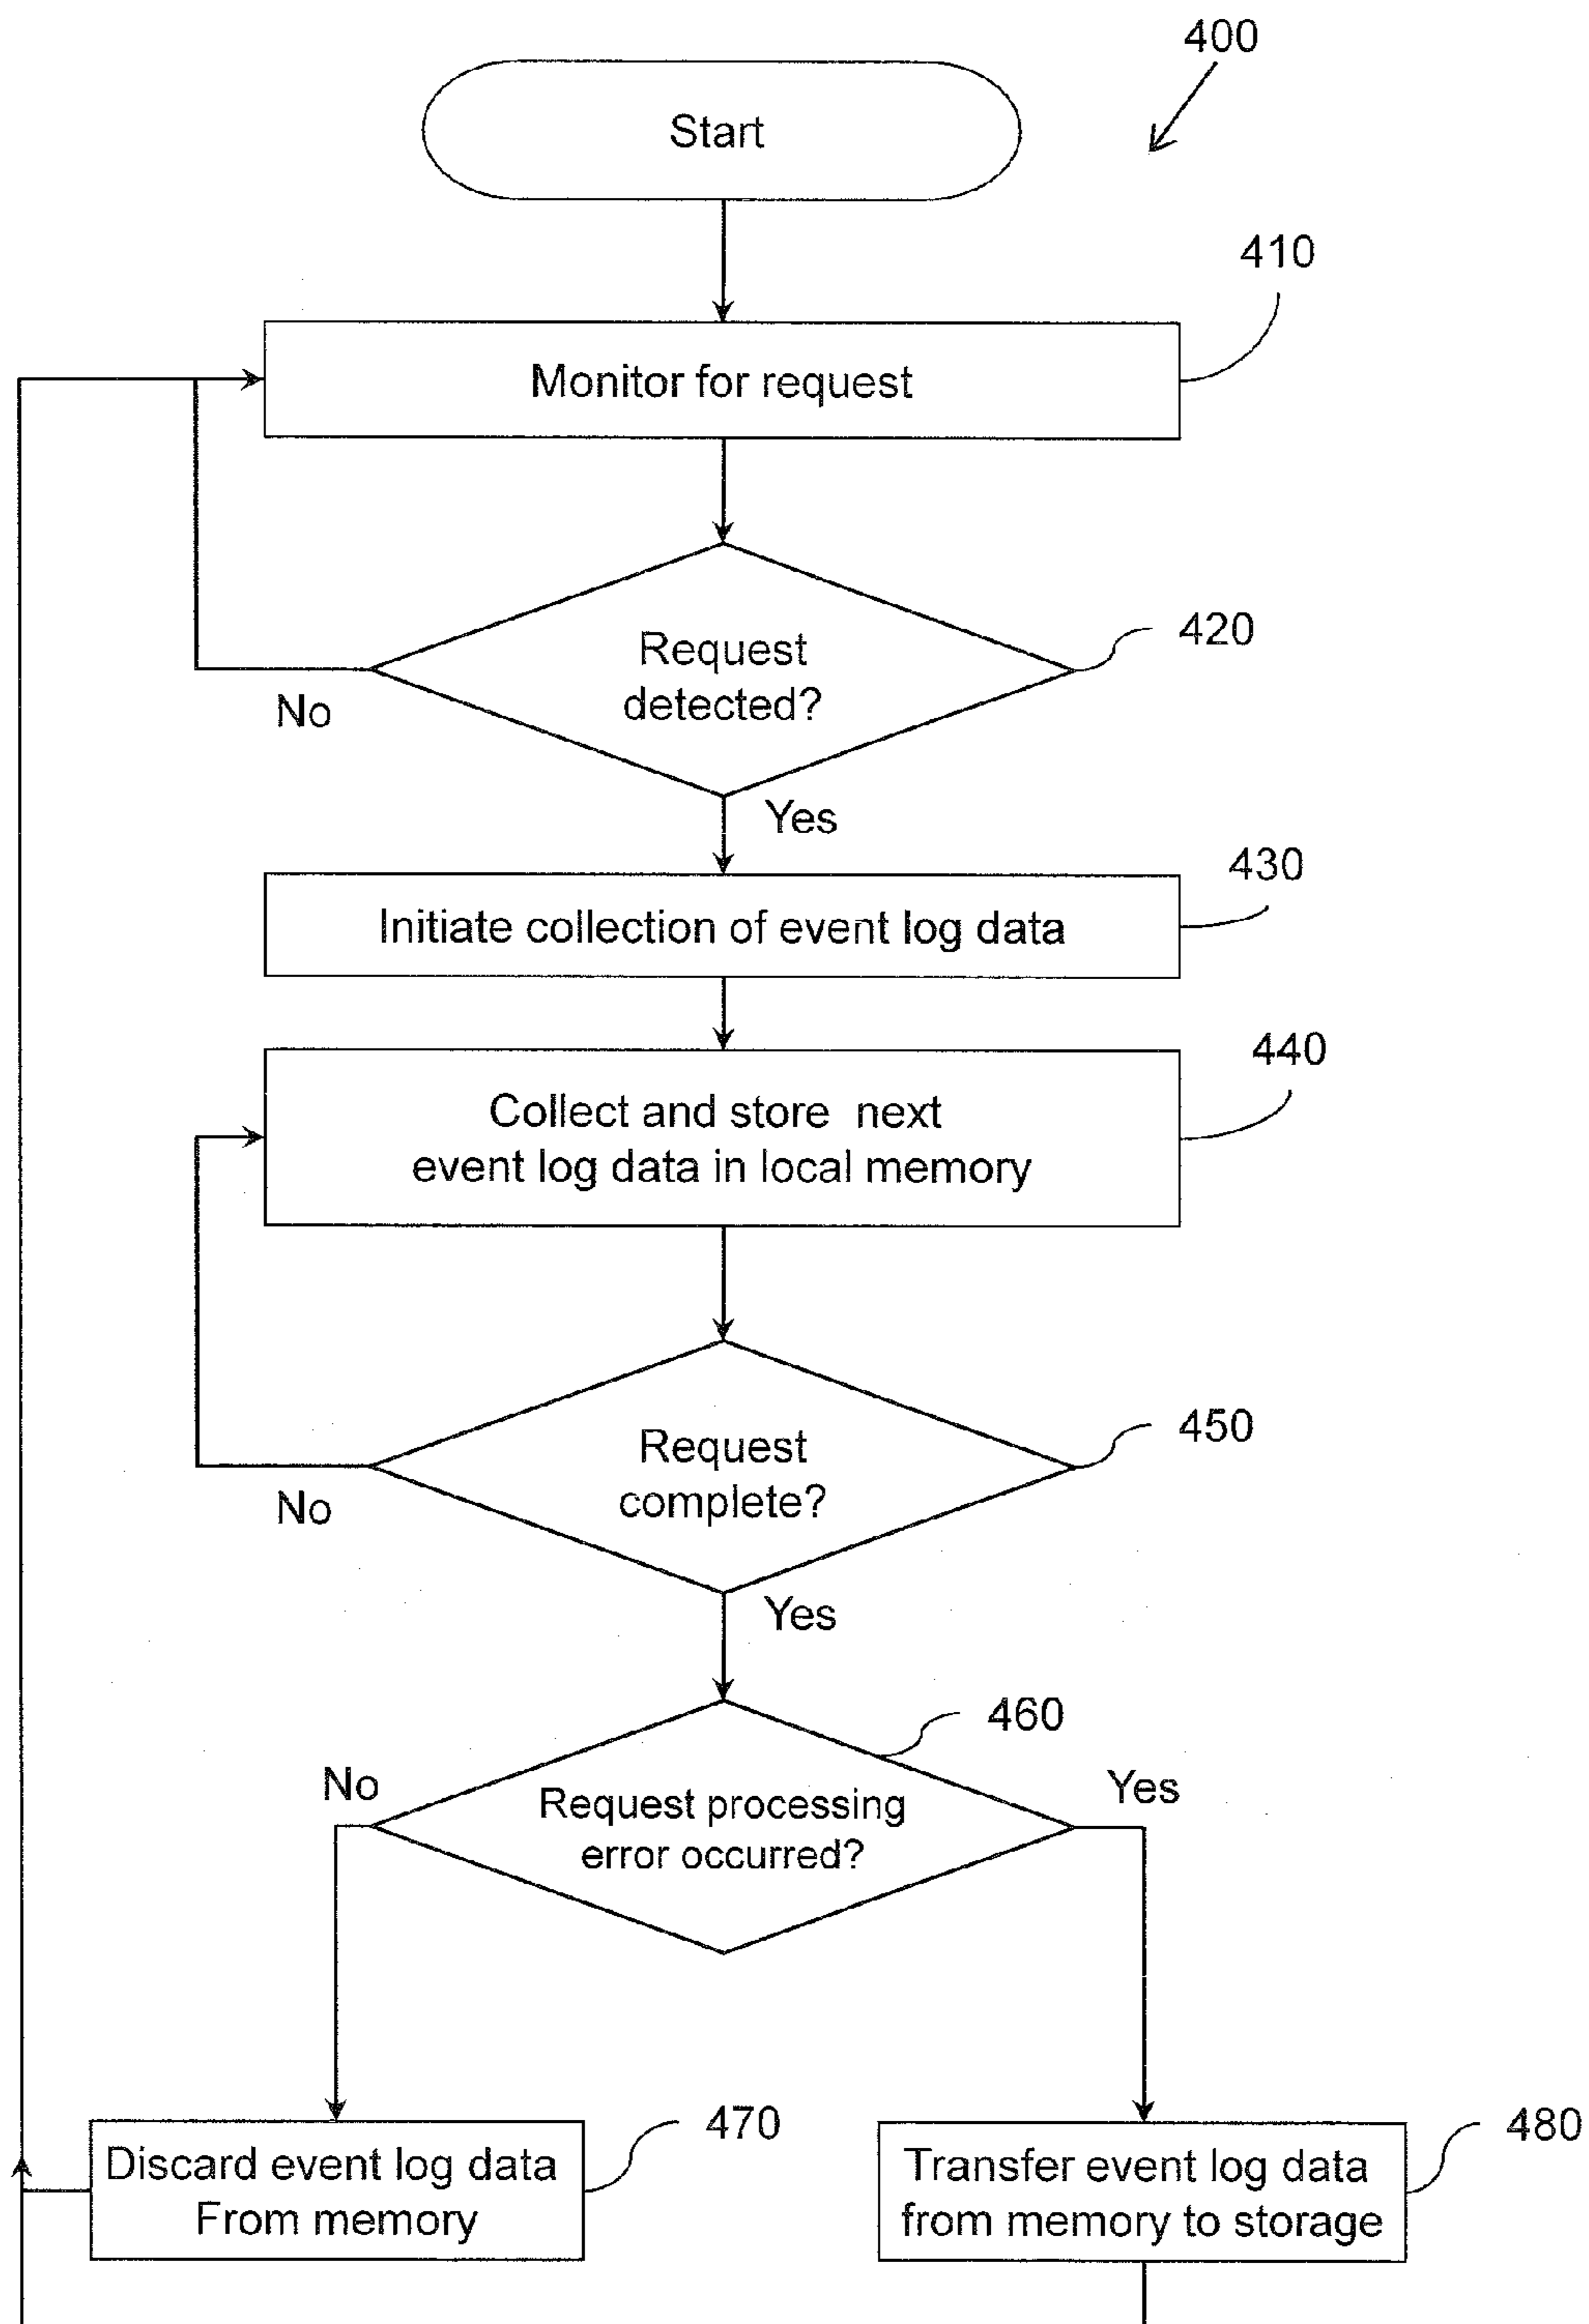 400
Start
410
Monitor for request
420
Request
detected?
No
Yes
430
Initiate collection of event log data
440
Collect and store next
event log data in local memory
450
Request
complete?
No
Yes
460
No
Yes
Request processing
error occurred?
470
480
Discard event log data
From memory
Transfer event log data
from memory to storage